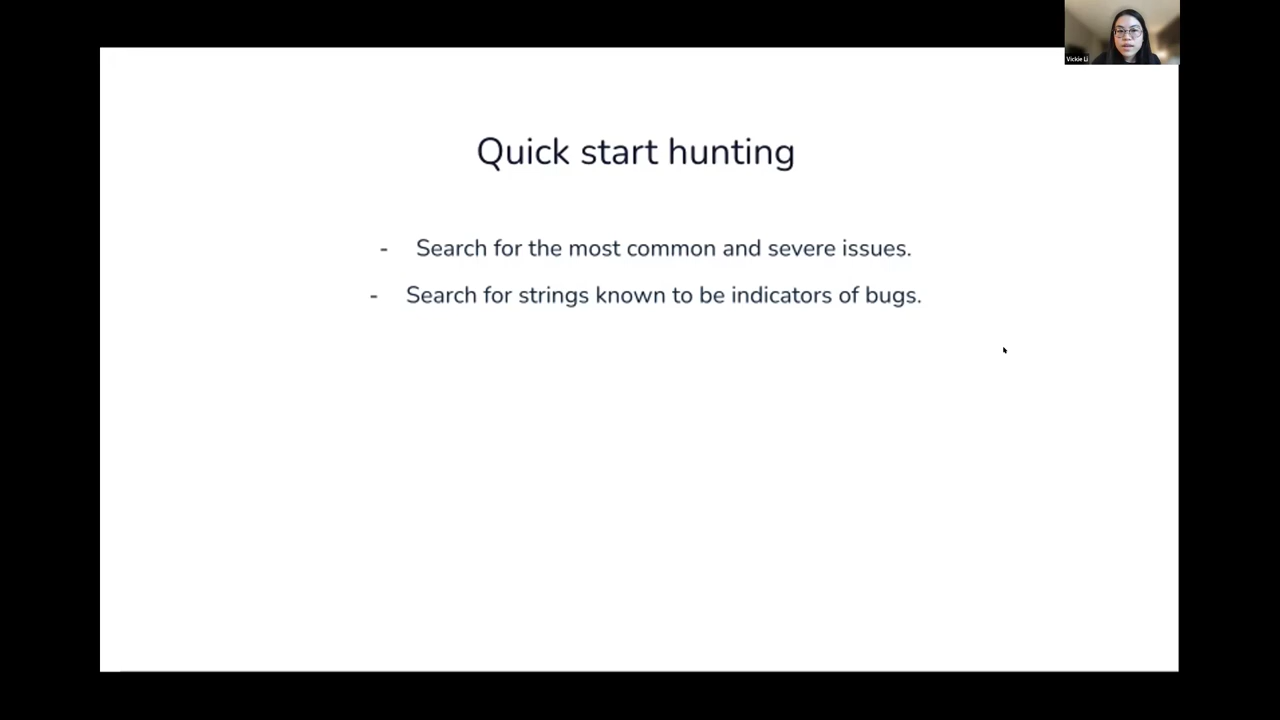 Vickie Li
Quick start hunting
- Search for the most common and severe issues.
- Search for strings known to be indicators of bugs.